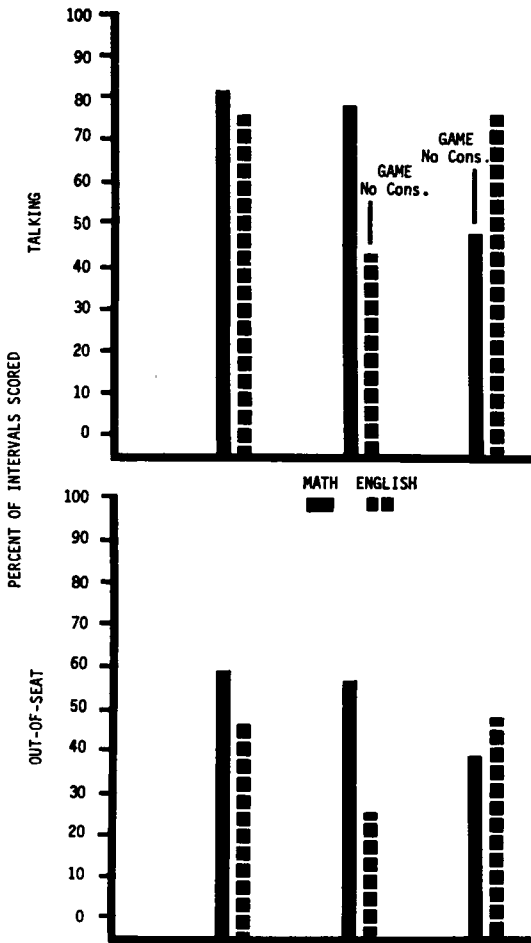 PERCENT OF INTERVALS SCORED
TALKING
100
90
80
70
60
50
40
30
20
10
0
GAME
No Cons.
GAME
No Cons.
MATH ENGLISH
OUT-OF-SEAT
100
90
80
70
60
50
40
30
20
10
0